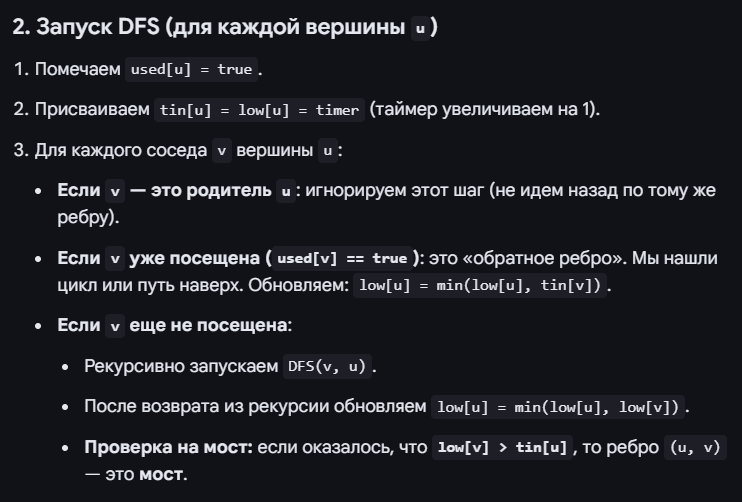 2. Запуск DFS (для каждой вершины u)
1. Помечаем used[u] = true.
2. Присваиваем tin[u] = low[u] = timer (таймер увеличиваем на 1).
3. Для каждого соседа v вершины u:
• Если v — это родитель u: игнорируем этот шаг (не идем назад по тому же
ребру).
• Если v уже посещена (used[v] == true): это «обратное ребро». Мы нашли
цикл или путь наверх. Обновляем: low[u] = min(low[u], tin[v]).
• Если v еще не посещена:
• Рекурсивно запускаем DFS(v, u).
• После возврата из рекурсии обновляем low[u] = min(low[u], low[v]).
• Проверка на мост: если оказалось, что low[v] > tin[u], то ребро (u, v)
— это мост.